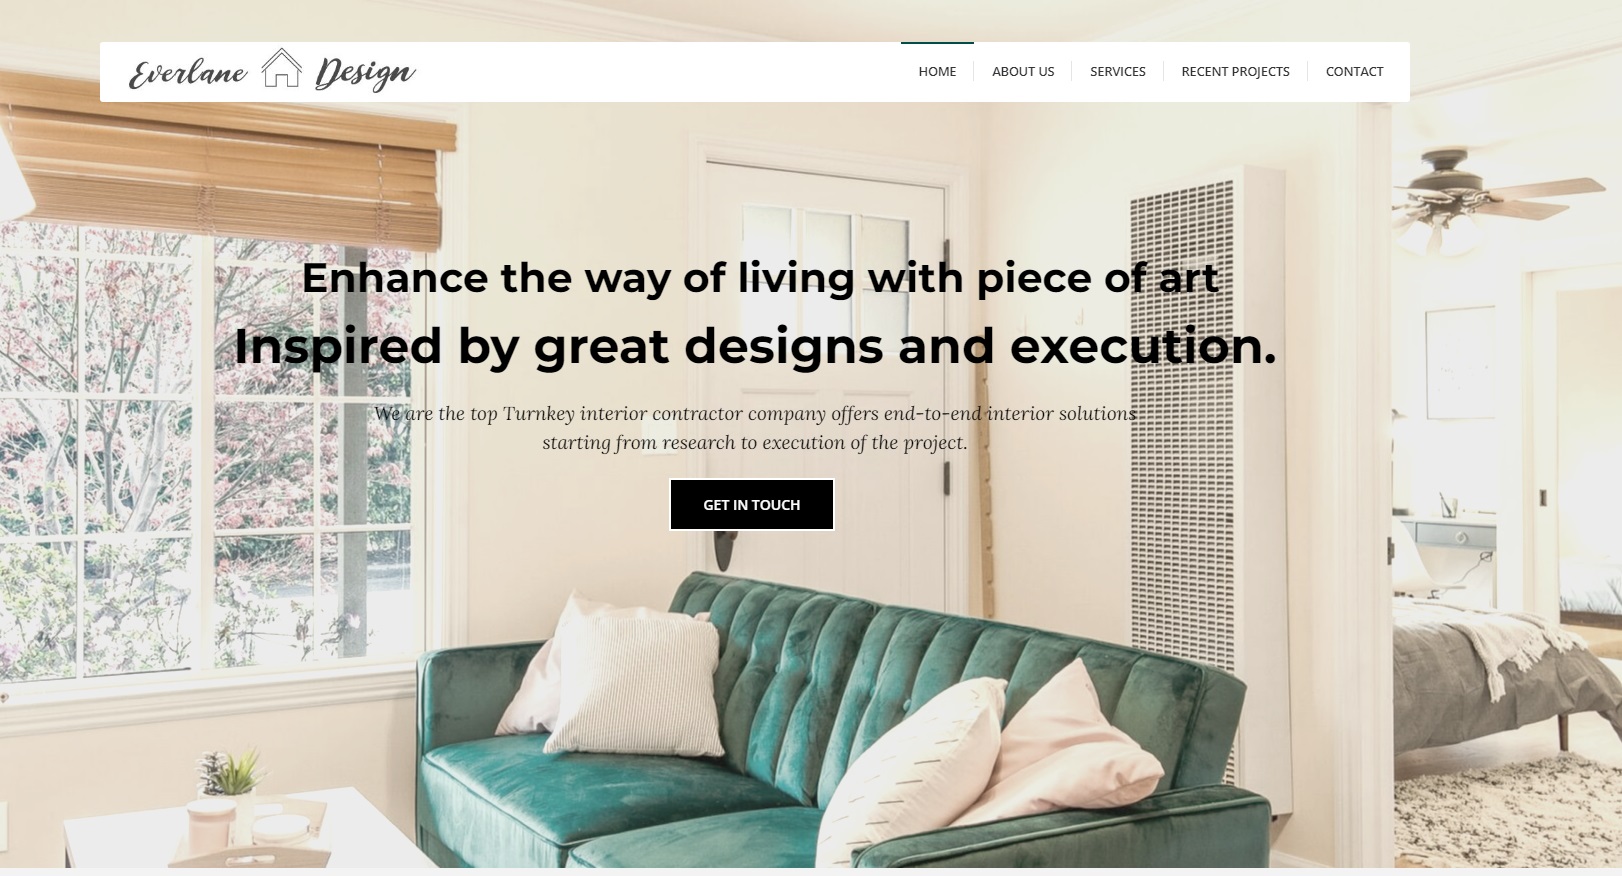 Everlane Design
HOME ABOUT US SERVICES RECENT PROJECTS CONTACT
Enhance the way of living with piece of art
Inspired by great designs and execution.
We are the top Turnkey interior contractor company offers end-to-end interior solutions
starting from research to execution of the project.
GET IN TOUCH